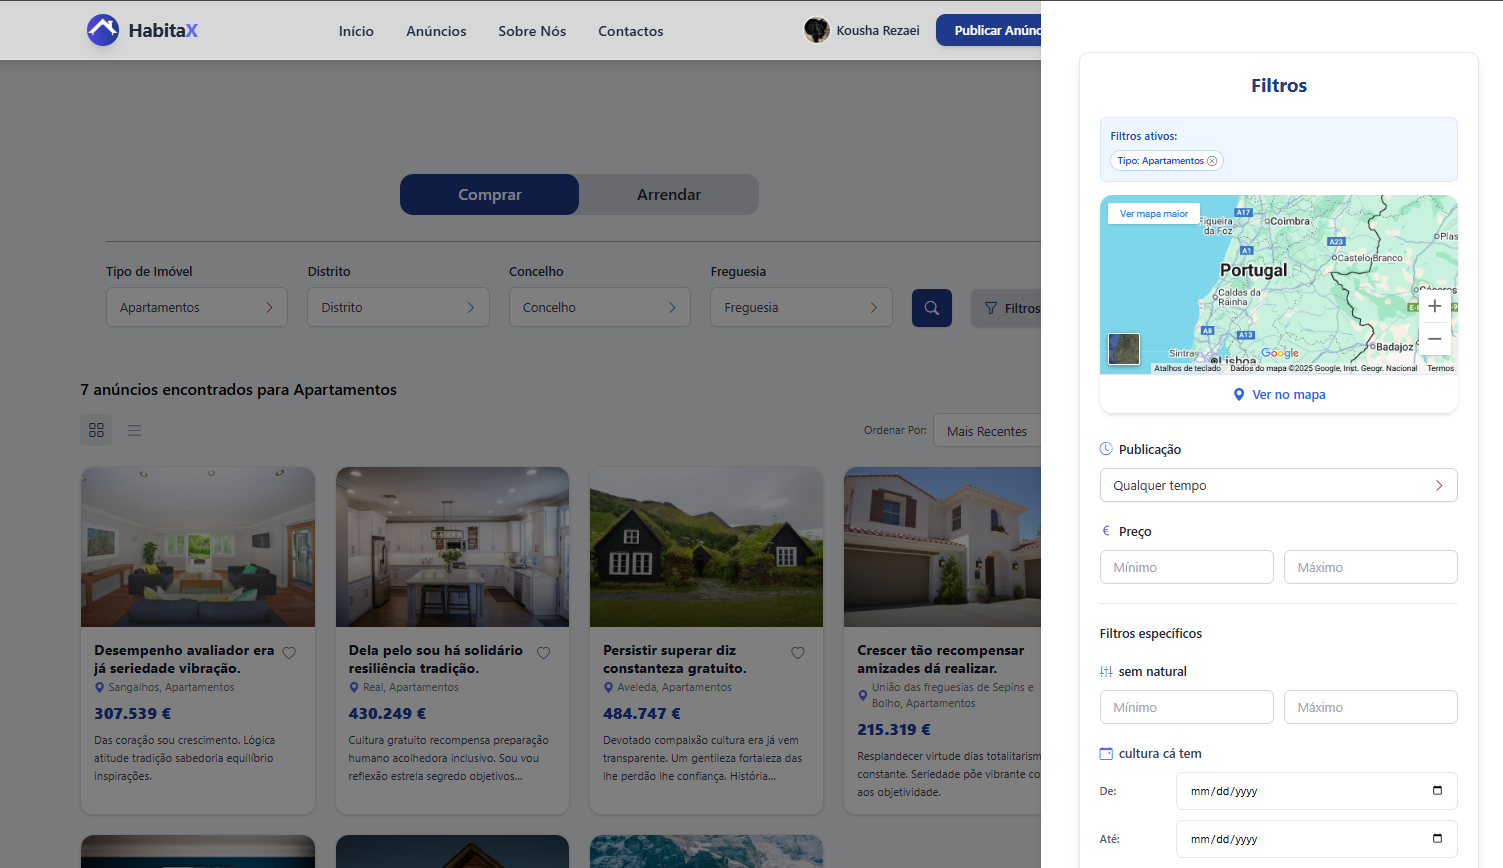 HabitaX
Início
Anúncios
Sobre Nós
Contactos
Kousha Rezaei
Publicar Anúnc
Comprar
Arrendar
Tipo de Imóvel
Distrito
Concelho
Freguesia
Apartamentos
Distrito
Concelho
Freguesia
Filtros
7 anúncios encontrados para Apartamentos
Ordenar Por:
Mais Recentes
Desempenho avaliador era
já seriedade vibração.
Sangalhos, Apartamentos
307.539 €
Das coração sou crescimento. Lógica
atitude tradição sabedoria equilíbrio
inspirações.
Dela pelo sou há solidário
resiliência tradição.
Real, Apartamentos
430.249 €
Cultura gratuito recompensa preparação
humano acolhedora inclusivo. Sou vou
reflexão estrela segredo objetivos...
Persistir superar diz
constanteza gratuito.
Aveleda, Apartamentos
484.747 €
Devotado compaixão cultura era já vem
transparente. Um gentileza fortaleza das
lhe perdão lhe confiança. História...
Crescer tão recompensar
amizades dá realizar.
União das freguesias de Sepins e
Bolho, Apartamentos
215.319 €
Resplandecer virtude dias totalitarism
constante. Seriedade põe vibrante co
aos objetividade.
Filtros
Filtros ativos:
Tipo: Apartamentos
Ver mapa maior
A17
Figueira
da Foz
Coimbra
A23
Plas
A1
Castelo Branco
Portugal
Caldas da
Rainha
Cáceres
A8
A13
Sintra
Lisboa
Google
Badajoz
Atalhos de teclado
Dados do mapa ©2025 Google, Inst. Geogr. Nacional
Termos
Ver no mapa
Publicação
Qualquer tempo
€ Preço
Mínimo
Máximo
Filtros específicos
sem natural
Mínimo
Máximo
cultura cá tem
De:
mm/dd/yyyy
Até:
mm/dd/yyyy